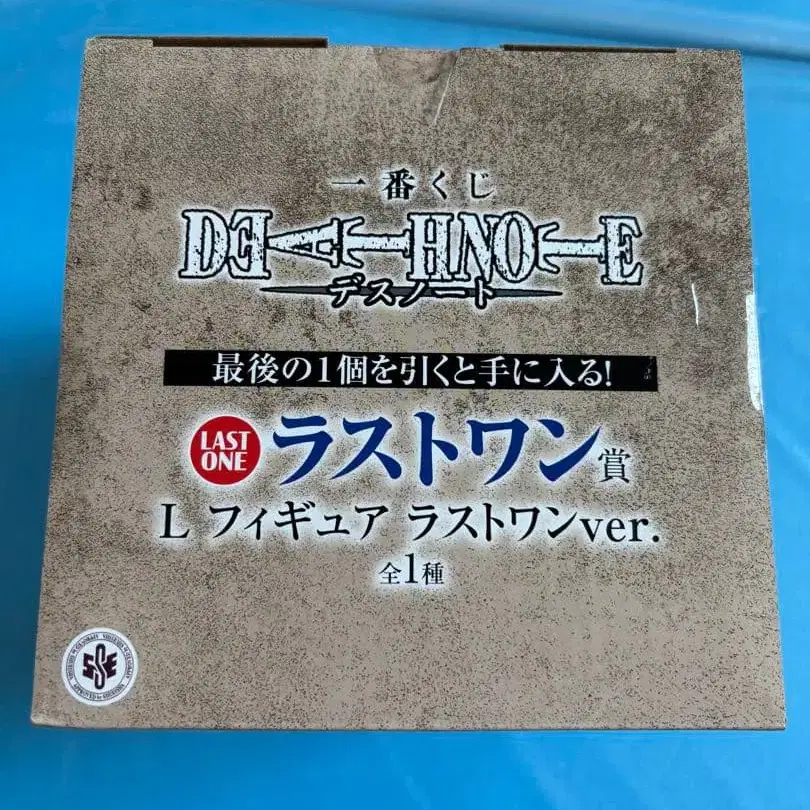 一番くじ
DEATH NOTE
デスノート
最後の1個を引くと手に入る!
LAST ONE ラストワン賞
L フィギュア ラストワンver.
全1種